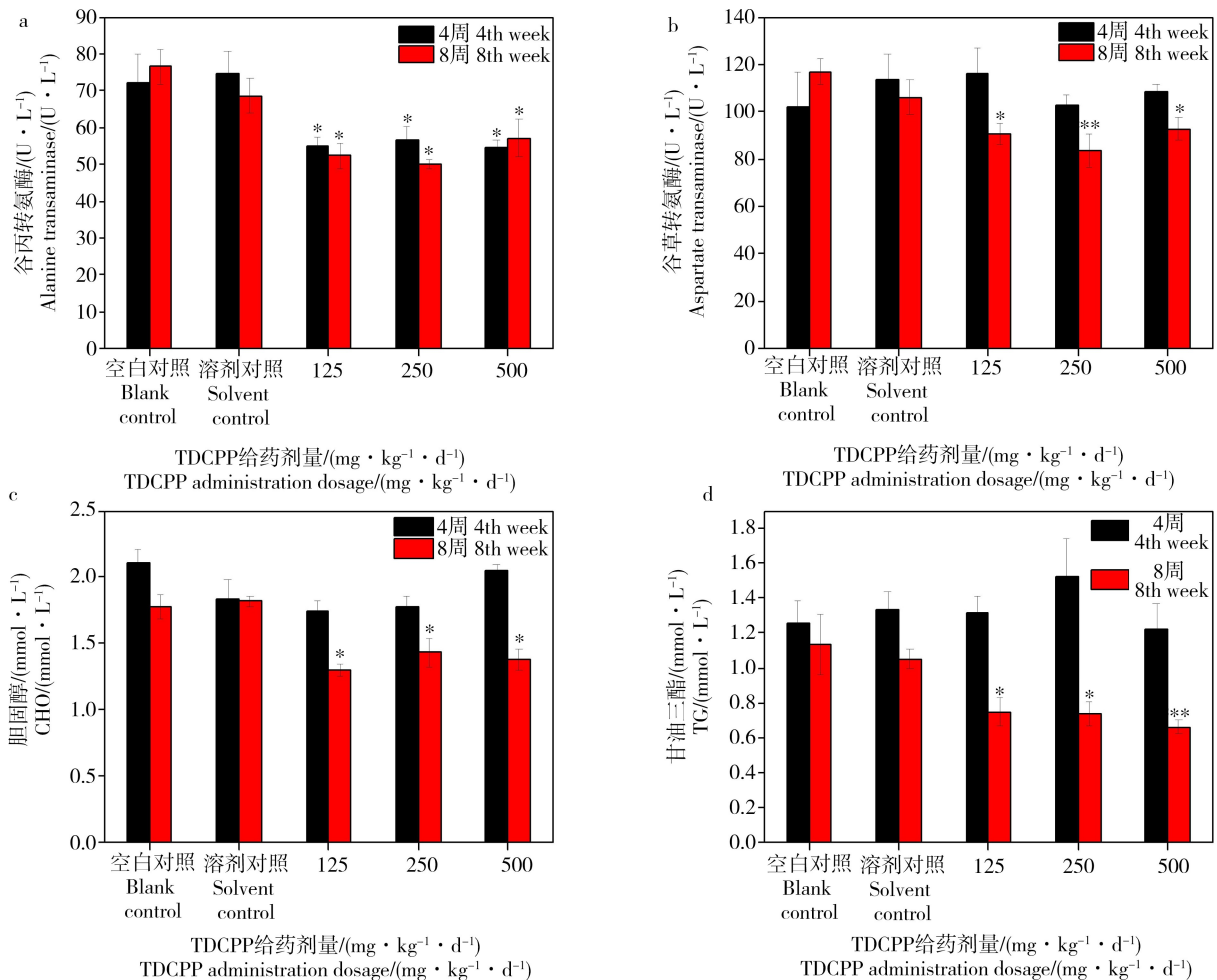 a
90
80
70
60
50
40
30
20
10
0
谷丙转氨酶/(U・L⁻¹)
Alanine transaminase/(U・L⁻¹)
4周 4th week
8周 8th week
* *
*
*
* *
空白对照
Blank
control
溶剂对照
Solvent
control
125
250
500
TDCPP给药剂量/(mg・kg⁻¹・d⁻¹)
TDCPP administration dosage/(mg・kg⁻¹・d⁻¹)
b
140
120
100
80
60
40
20
0
谷草转氨酶/(U・L⁻¹)
Aspartate transaminase/(U・L⁻¹)
4周 4th week
8周 8th week
*
**
*
空白对照
Blank
control
溶剂对照
Solvent
control
125
250
500
TDCPP给药剂量/(mg・kg⁻¹・d⁻¹)
TDCPP administration dosage/(mg・kg⁻¹・d⁻¹)
c
2.5
2.0
1.5
1.0
0.5
0.0
胆固醇/(mmol・L⁻¹)
CHO/(mmol・L⁻¹)
4周 4th week
8周 8th week
*
*
*
空白对照
Blank
control
溶剂对照
Solvent
control
125
250
500
TDCPP给药剂量/(mg・kg⁻¹・d⁻¹)
TDCPP administration dosage/(mg・kg⁻¹・d⁻¹)
d
1.8
1.6
1.4
1.2
1.0
0.8
0.6
0.4
0.2
0.0
甘油三酯/(mmol・L⁻¹)
TG/(mmol・L⁻¹)
4周
4th week
8周
8th week
*
*
**
空白对照
Blank
control
溶剂对照
Solvent
control
125
250
500
TDCPP给药剂量/(mg・kg⁻¹・d⁻¹)
TDCPP administration dosage/(mg・kg⁻¹・d⁻¹)